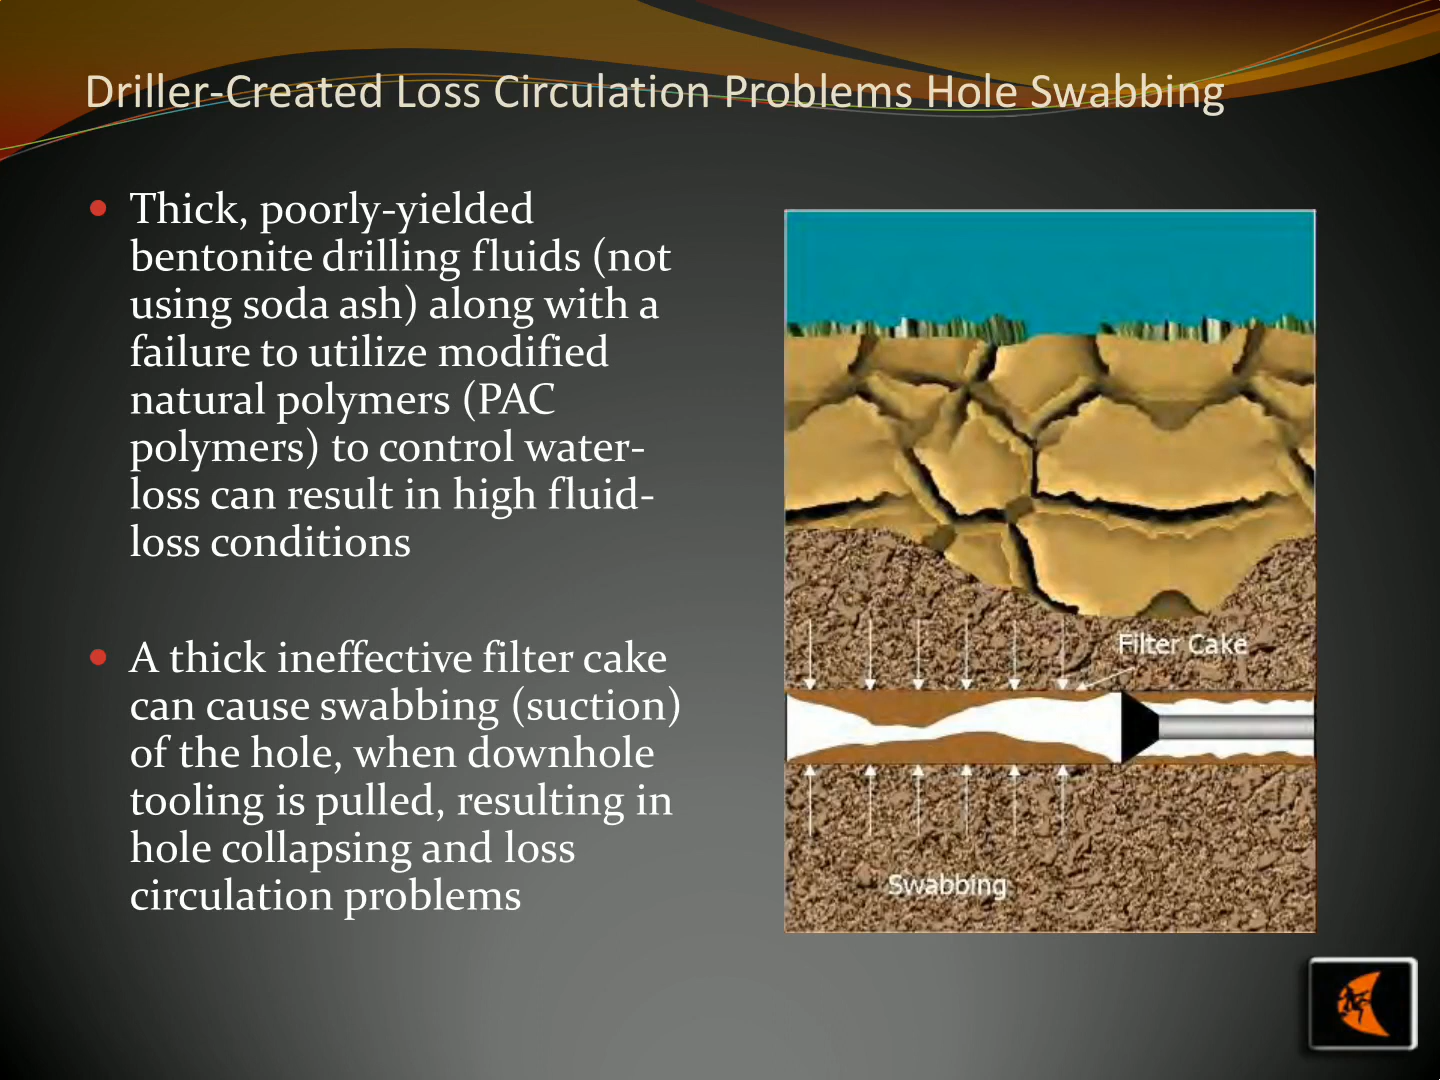 Driller-Created Loss Circulation Problems Hole Swabbing
Thick, poorly-yielded
bentonite drilling fluids (not
using soda ash) along with a
failure to utilize modified
natural polymers (PAC
polymers) to control water-
loss can result in high fluid-
loss conditions
A thick ineffective filter cake
can cause swabbing (suction)
of the hole, when downhole
tooling is pulled, resulting in
hole collapsing and loss
circulation problems
Filter Cake
Swabbing